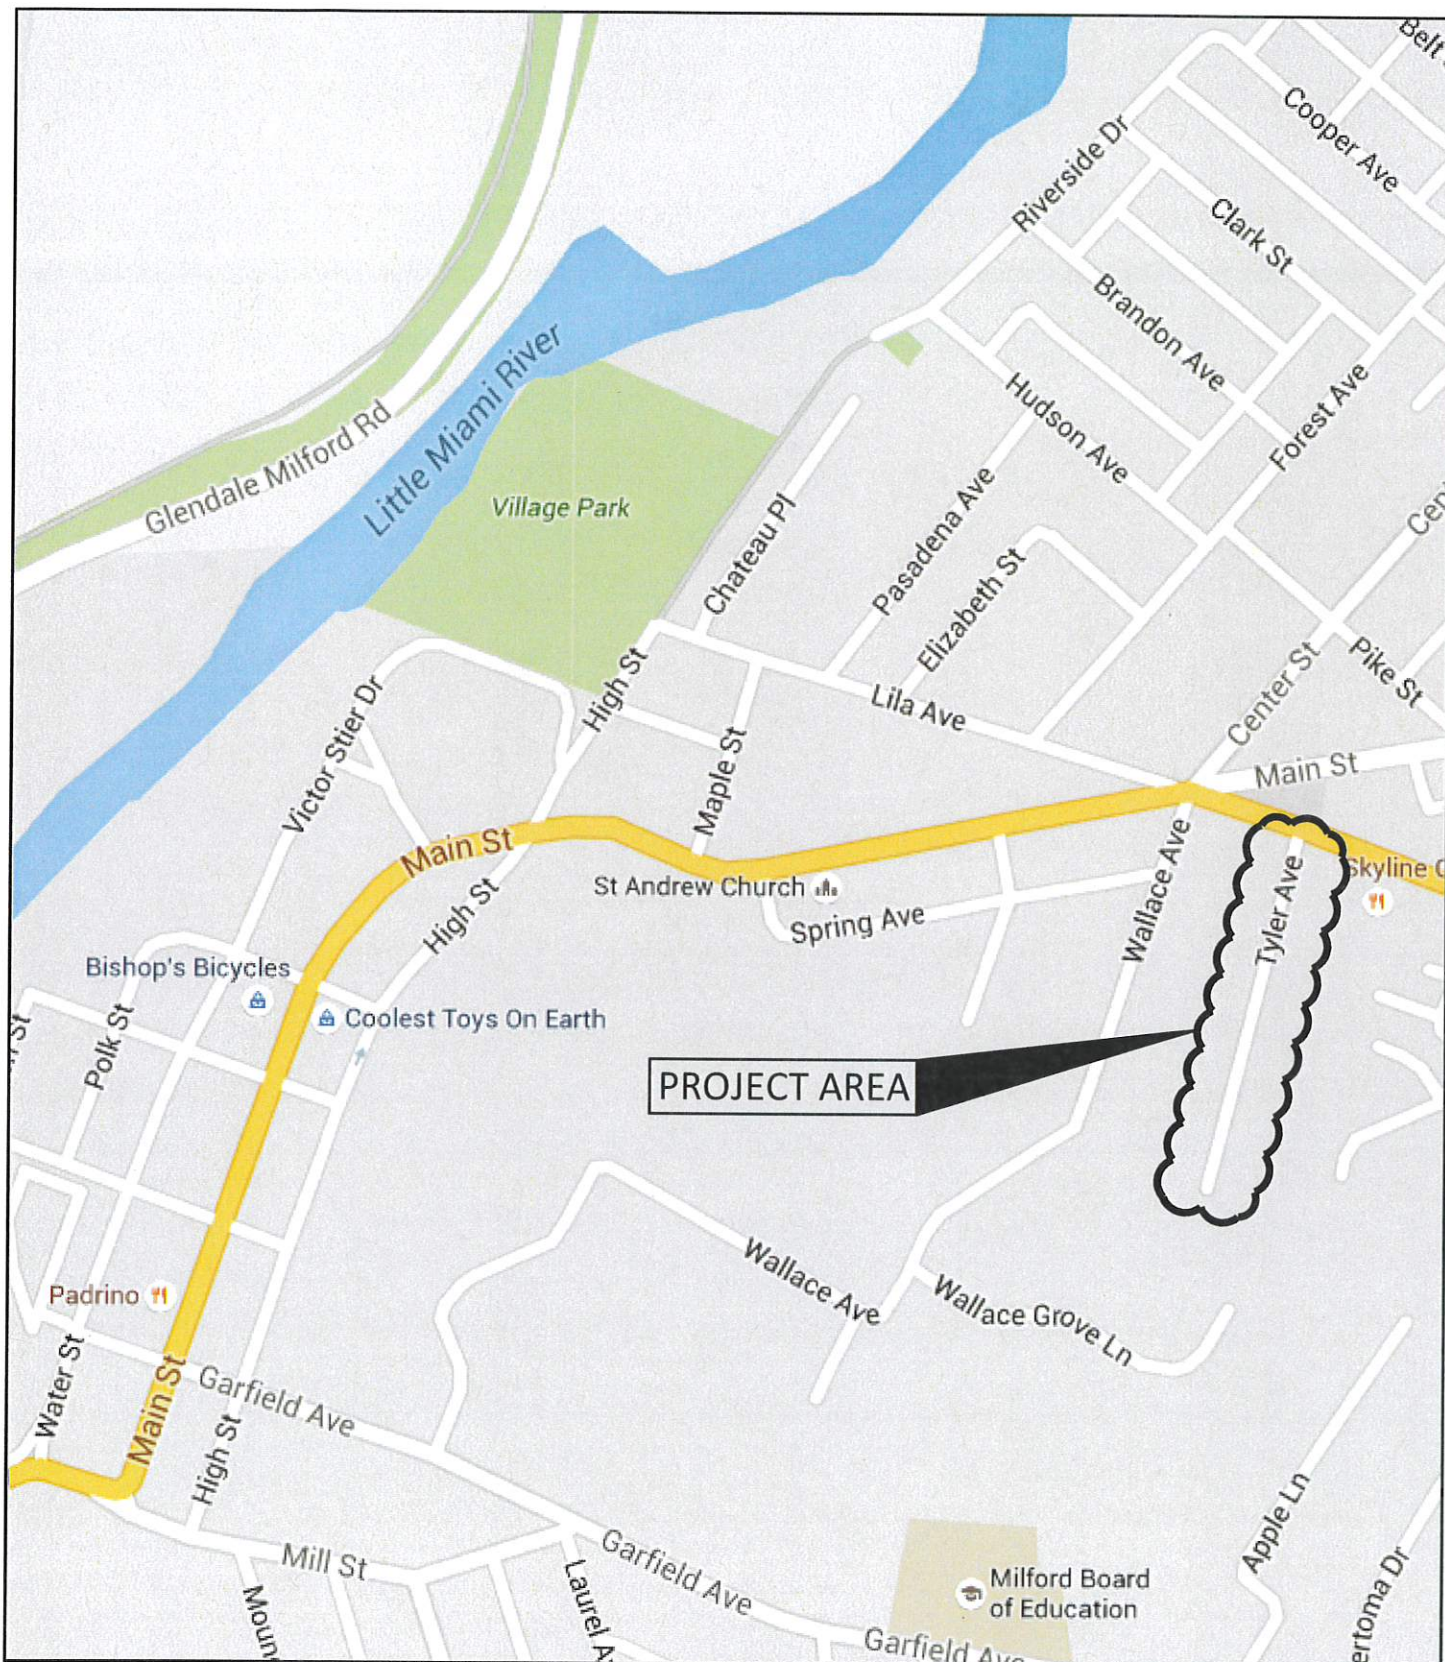 Belt
Cooper Ave
Riverside Dr
Clark St
Brandon Ave
Little Miami River
Hudson Ave
Forest Ave
Glendale Milford Rd
Village Park
Chateau Pl
Pasadena Ave
Elizabeth St
High St
Lila Ave
Pike St
Center St
Victor Stier Dr
Maple St
Main St
Main St
St Andrew Church
Skyline
High St
Spring Ave
Wallace Ave
Tyler Ave
Bishop's Bicycles
Coolest Toys On Earth
Polk St
PROJECT AREA
Wallace Ave
Wallace Grove Ln
Padrino
Water St
Main St
Garfield Ave
High St
Apple Ln
Mill St
Garfield Ave
Milford Board
of Education
Laurel
Garfield Ave